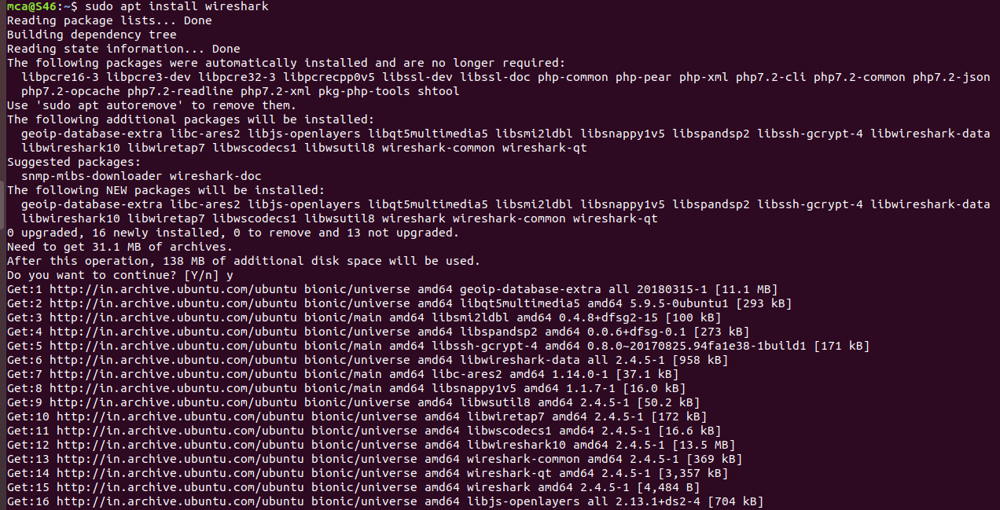 mca@S46:~$ sudo apt install wireshark
Reading package lists... Done
Building dependency tree
Reading state information... Done
The following packages were automatically installed and are no longer required:
  libpcre16-3 libpcre3-dev libpcre32-3 libpcrecpp0v5 libssl-dev libssl-doc php-common php-pear php-xml php7.2-cli php7.2-common php7.2-json
  php7.2-opcache php7.2-readline php7.2-xml pkg-php-tools shtool
Use 'sudo apt autoremove' to remove them.
The following additional packages will be installed:
  geoip-database-extra libc-ares2 libjs-openlayers libqt5multimedia5 libsmi2ldbl libsnappy1v5 libspandsp2 libssh-gcrypt-4 libwireshark-data
  libwireshark10 libwiretap7 libwscodecs1 libwsutil8 wireshark-common wireshark-qt
Suggested packages:
  snmp-mibs-downloader wireshark-doc
The following NEW packages will be installed:
  geoip-database-extra libc-ares2 libjs-openlayers libqt5multimedia5 libsmi2ldbl libsnappy1v5 libspandsp2 libssh-gcrypt-4 libwireshark-data
  libwireshark10 libwiretap7 libwscodecs1 libwsutil8 wireshark wireshark-common wireshark-qt
0 upgraded, 16 newly installed, 0 to remove and 13 not upgraded.
Need to get 31.1 MB of archives.
After this operation, 138 MB of additional disk space will be used.
Do you want to continue? [Y/n] y
Get:1 http://in.archive.ubuntu.com/ubuntu bionic/universe amd64 geoip-database-extra all 20180315-1 [11.1 MB]
Get:2 http://in.archive.ubuntu.com/ubuntu bionic/universe amd64 libqt5multimedia5 amd64 5.9.5-0ubuntu1 [293 kB]
Get:3 http://in.archive.ubuntu.com/ubuntu bionic/main amd64 libsmi2ldbl amd64 0.4.8+dfsg2-15 [100 kB]
Get:4 http://in.archive.ubuntu.com/ubuntu bionic/universe amd64 libspandsp2 amd64 0.0.6+dfsg-0.1 [273 kB]
Get:5 http://in.archive.ubuntu.com/ubuntu bionic/main amd64 libssh-gcrypt-4 amd64 0.8.0~20170825.94fa1e38-1build1 [171 kB]
Get:6 http://in.archive.ubuntu.com/ubuntu bionic/universe amd64 libwireshark-data all 2.4.5-1 [958 kB]
Get:7 http://in.archive.ubuntu.com/ubuntu bionic/main amd64 libc-ares2 amd64 1.14.0-1 [37.1 kB]
Get:8 http://in.archive.ubuntu.com/ubuntu bionic/main amd64 libsnappy1v5 amd64 1.1.7-1 [16.0 kB]
Get:9 http://in.archive.ubuntu.com/ubuntu bionic/universe amd64 libwsutil8 amd64 2.4.5-1 [50.2 kB]
Get:10 http://in.archive.ubuntu.com/ubuntu bionic/universe amd64 libwiretap7 amd64 2.4.5-1 [172 kB]
Get:11 http://in.archive.ubuntu.com/ubuntu bionic/universe amd64 libwscodecs1 amd64 2.4.5-1 [16.6 kB]
Get:12 http://in.archive.ubuntu.com/ubuntu bionic/universe amd64 libwireshark10 amd64 2.4.5-1 [13.5 MB]
Get:13 http://in.archive.ubuntu.com/ubuntu bionic/universe amd64 wireshark-common amd64 2.4.5-1 [369 kB]
Get:14 http://in.archive.ubuntu.com/ubuntu bionic/universe amd64 wireshark-qt amd64 2.4.5-1 [3,357 kB]
Get:15 http://in.archive.ubuntu.com/ubuntu bionic/universe amd64 wireshark amd64 2.4.5-1 [4,484 B]
Get:16 http://in.archive.ubuntu.com/ubuntu bionic/universe amd64 libjs-openlayers all 2.13.1+ds2-4 [704 kB]